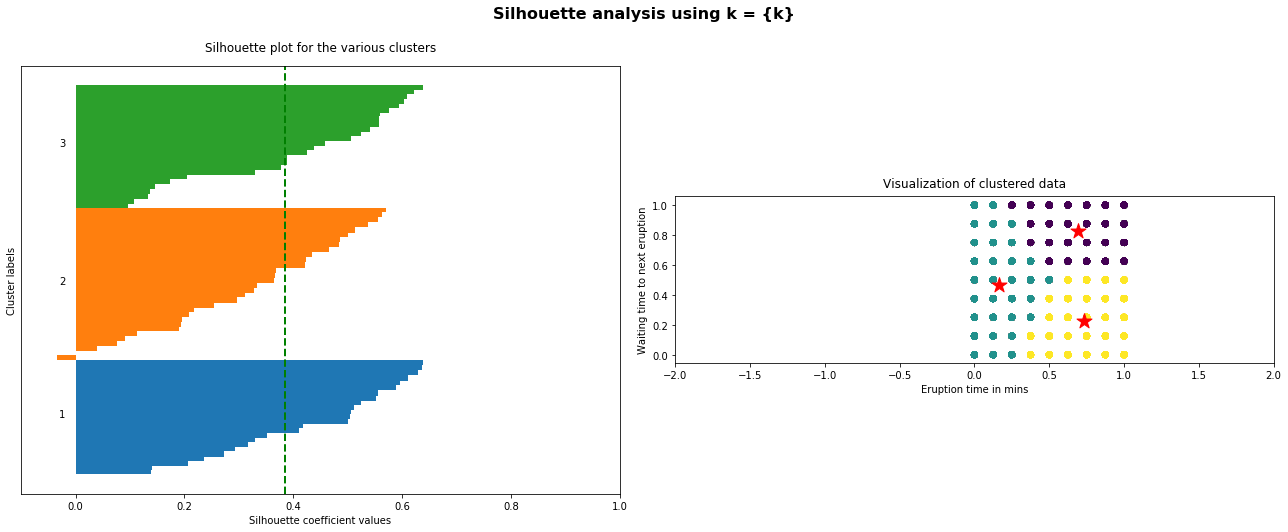 Silhouette analysis using k = {k}
Silhouette plot for the various clusters
Cluster labels
3
2
1
0.0 0.2 0.4 0.6 0.8 1.0
Silhouette coefficient values
Visualization of clustered data
Waiting time to next eruption
1.0
0.8
0.6
0.4
0.2
0.0
−2.0 −1.5 −1.0 −0.5 0.0 0.5 1.0 1.5 2.0
Eruption time in mins